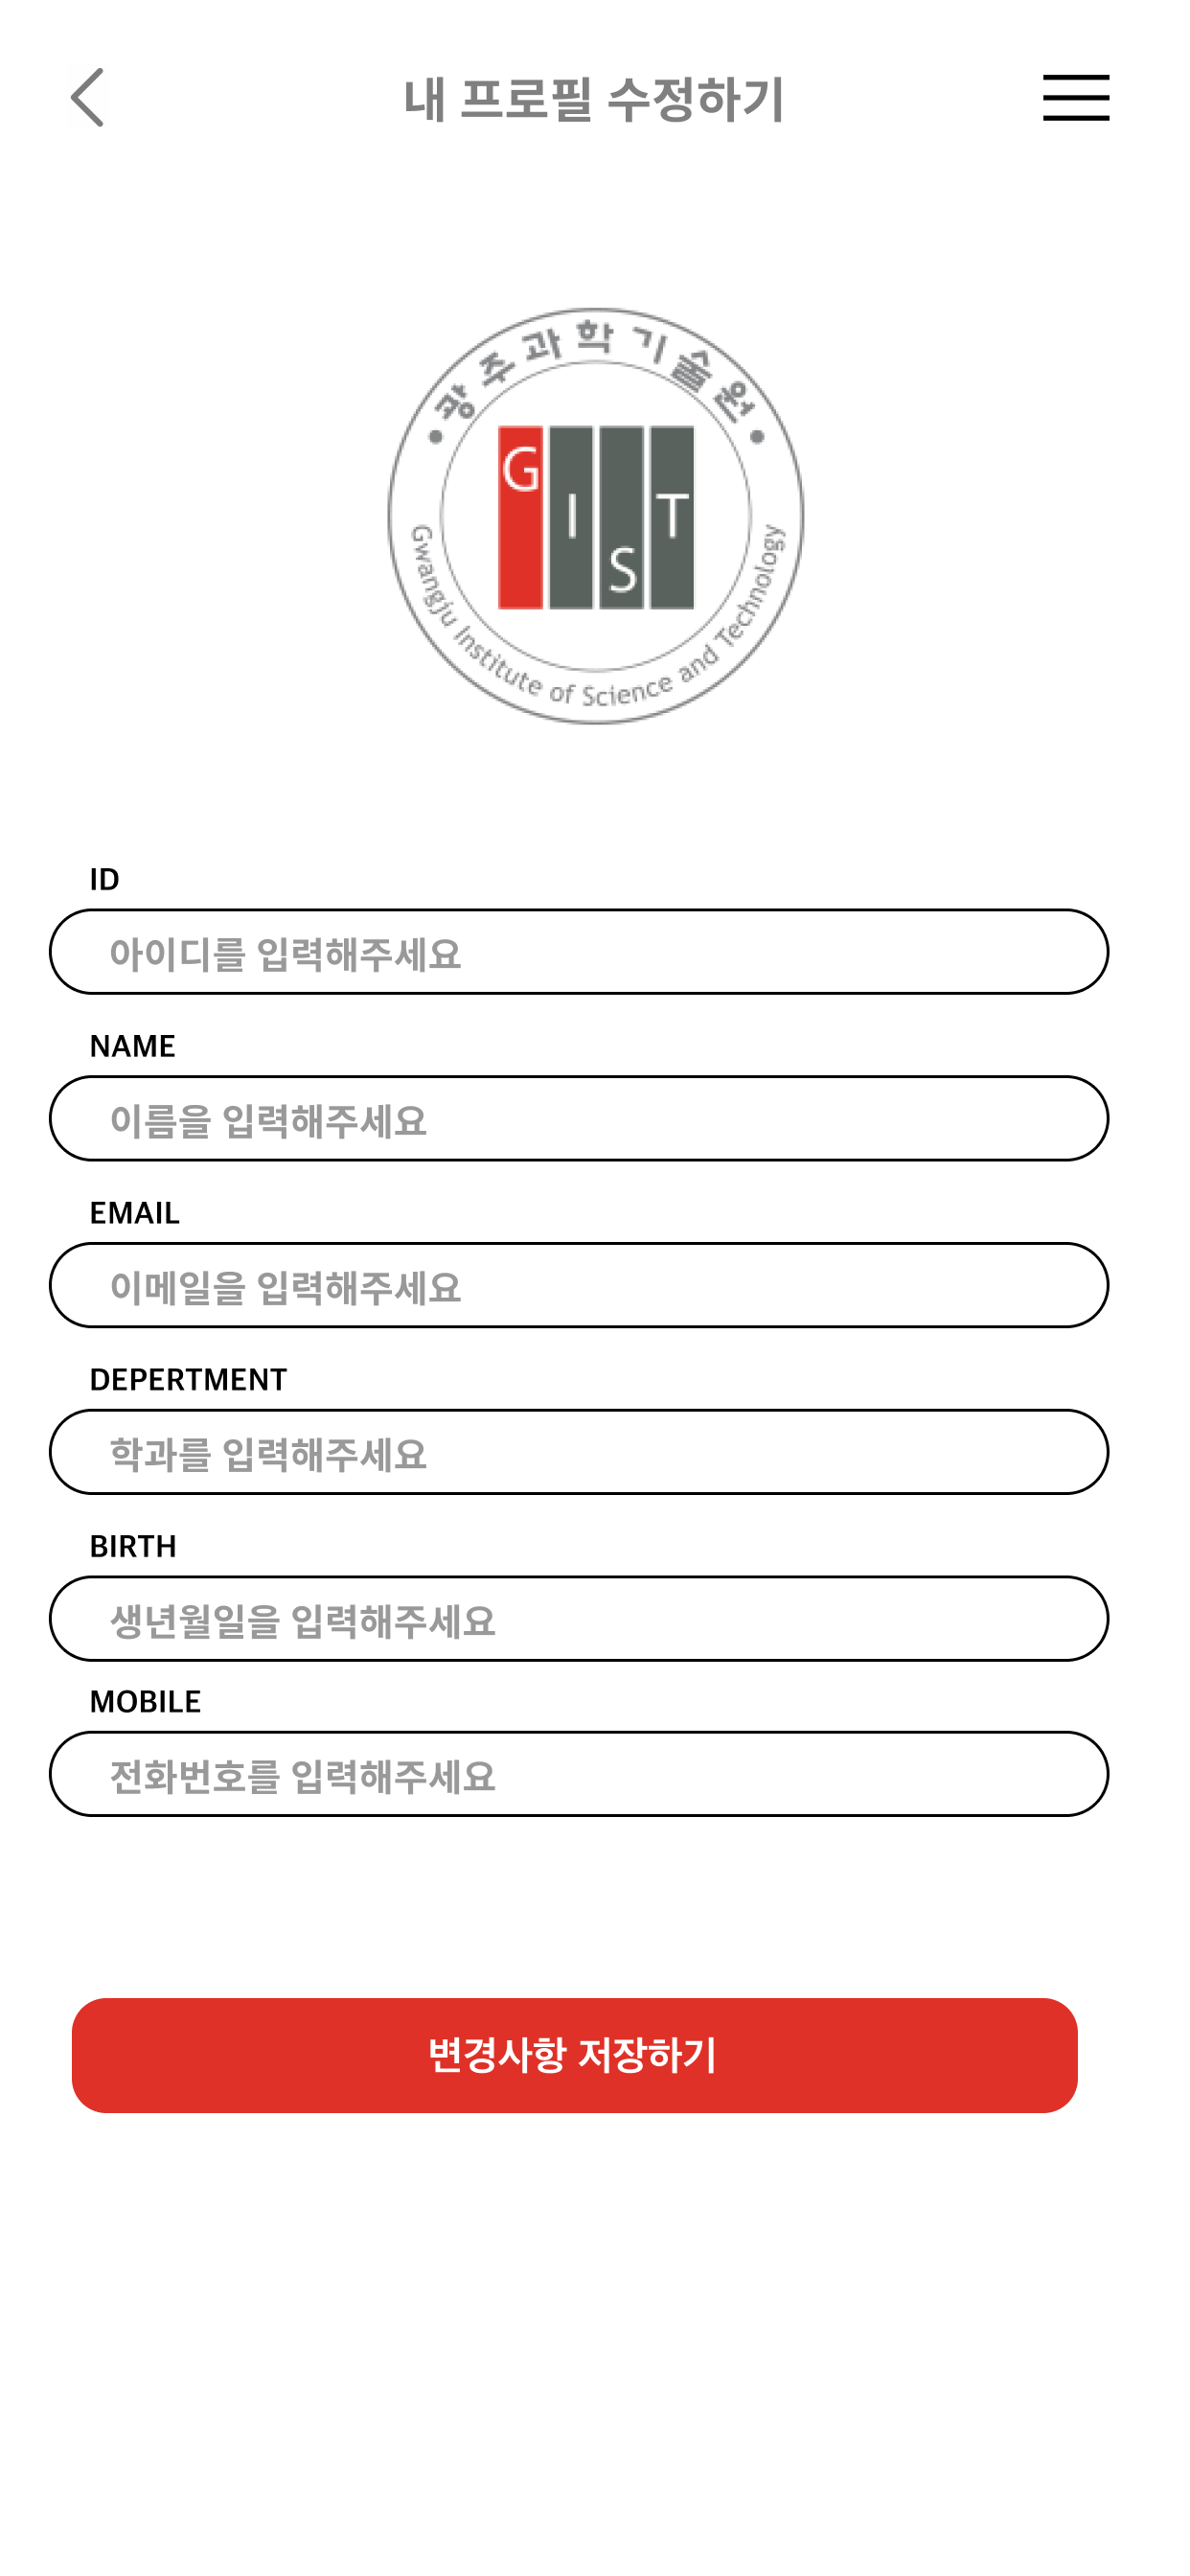 내 프로필 수정하기
광주과학기술원
G
I
S
T
Gwangju Institute of Science and Technology
ID
아이디를 입력해주세요
NAME
이름을 입력해주세요
EMAIL
이메일을 입력해주세요
DEPERTMENT
학과를 입력해주세요
BIRTH
생년월일을 입력해주세요
MOBILE
전화번호를 입력해주세요
변경사항 저장하기